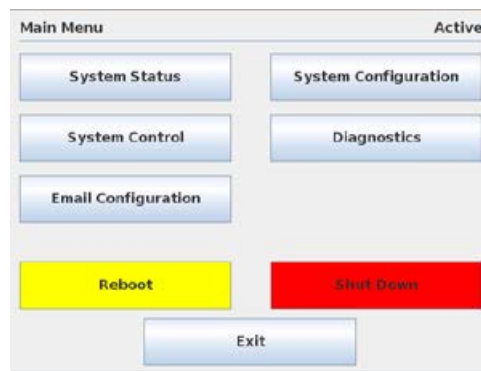 Main Menu Active
System Status System Configuration
System Control Diagnostics
Email Configuration
Reboot Shut Down
Exit